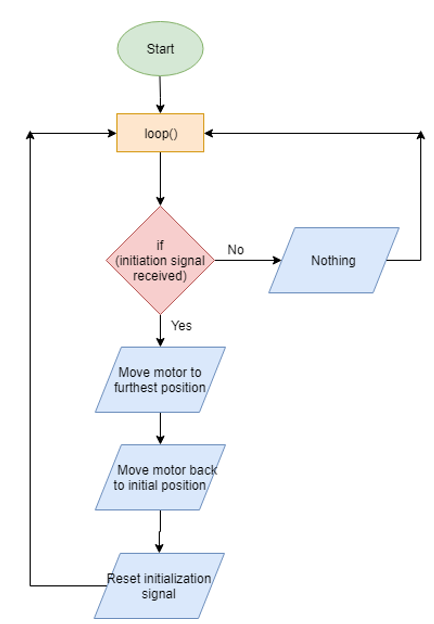 Start
loop()
if
(initiation signal
received)
No
Nothing
Yes
Move motor to
furthest position
Move motor back
to initial position
Reset initialization
signal